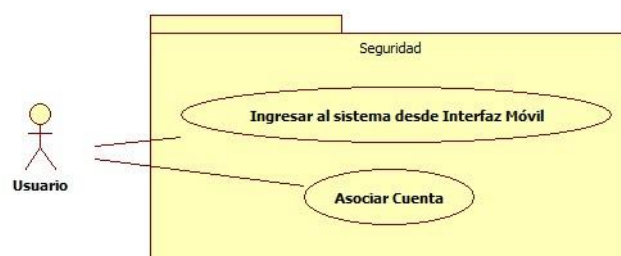 Seguridad
Ingresar al sistema desde Interfaz Móvil
Usuario
Asociar Cuenta